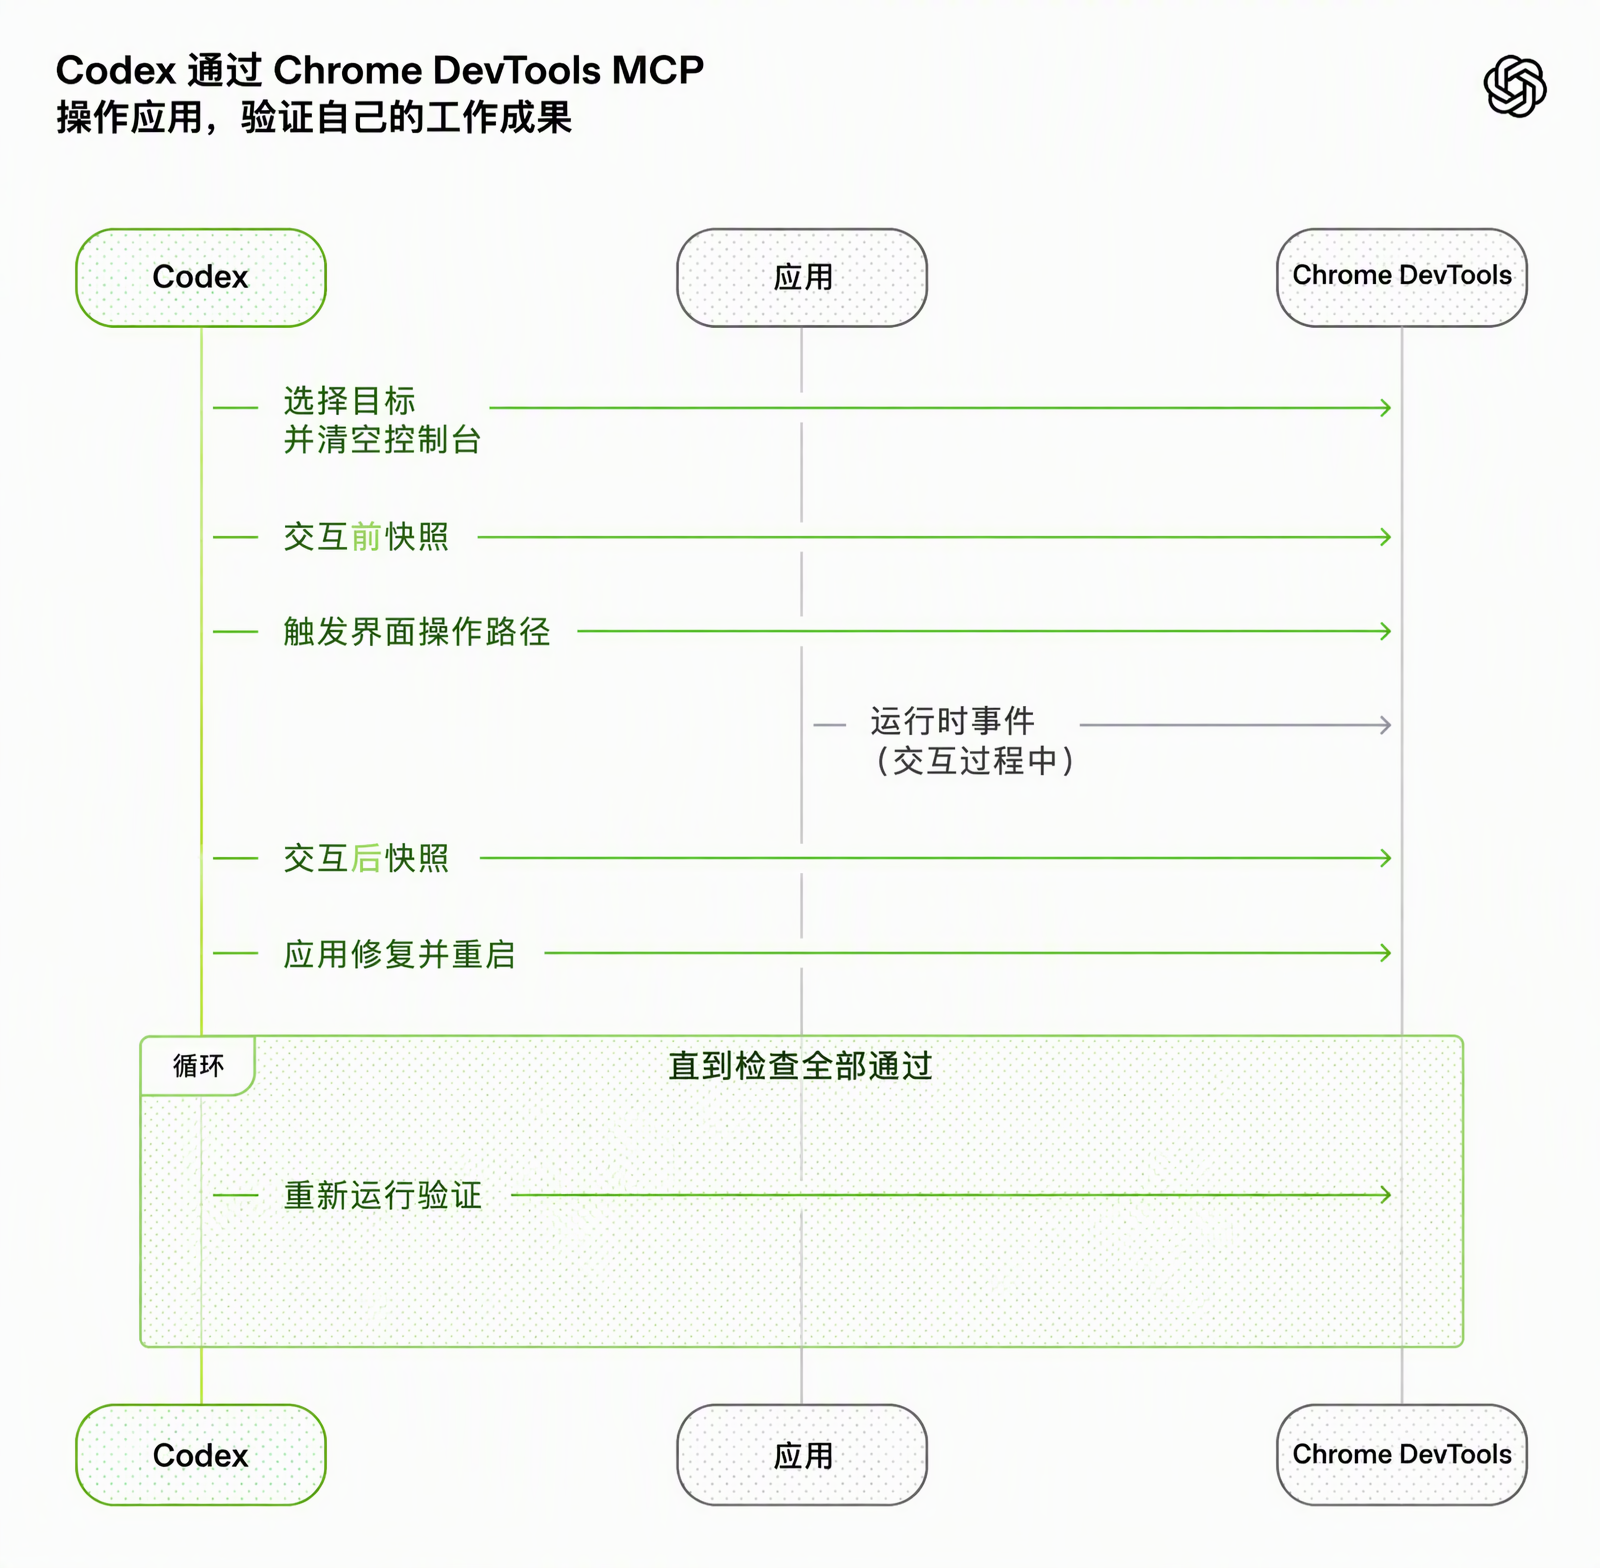 Codex 通过 Chrome DevTools MCP
操作应用，验证自己的工作成果
Codex
应用
Chrome DevTools
选择目标
并清空控制台
交互前快照
触发界面操作路径
运行时事件
（交互过程中）
交互后快照
应用修复并重启
循环
直到检查全部通过
重新运行验证
Codex
应用
Chrome DevTools